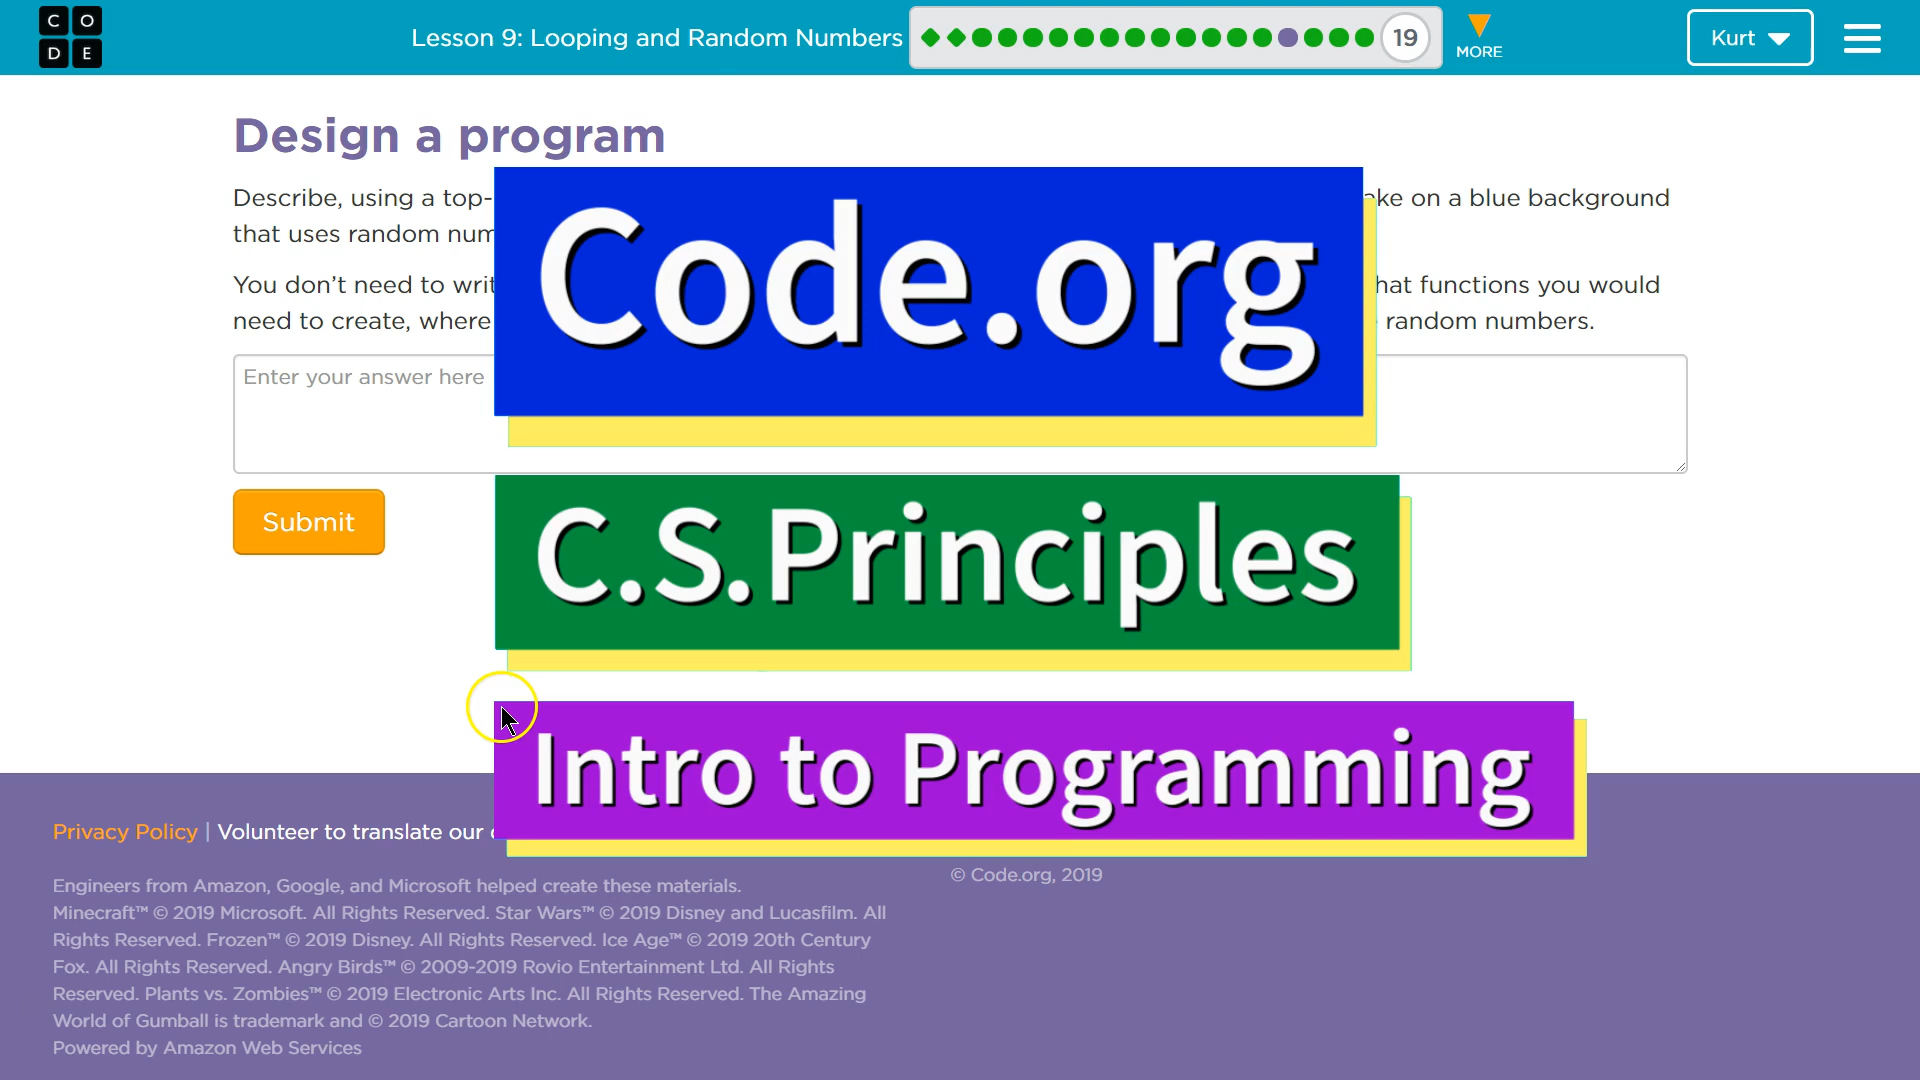 C O
D E
Lesson 9: Looping and Random Numbers
19
MORE
Kurt
Design a program
Describe, using a top- on a blue background
that uses random
You don't need to hat functions you would
need to create, where random numbers.
Enter your answer here
Submit
Code.org
C.S.Principles
Intro to Programming
Privacy Policy | Volunteer to translate our
© Code.org, 2019
Engineers from Amazon, Google, and Microsoft helped create these materials.
Minecraft™ © 2019 Microsoft. All Rights Reserved. Star Wars™ © 2019 Disney and Lucasfilm. All
Rights Reserved. Frozen™ © 2019 Disney. All Rights Reserved. Ice Age™ © 2019 20th Century
Fox. All Rights Reserved. Angry Birds™ © 2009-2019 Rovio Entertainment Ltd. All Rights
Reserved. Plants vs. Zombies™ © 2019 Electronic Arts Inc. All Rights Reserved. The Amazing
World of Gumball is trademark and © 2019 Cartoon Network.
Powered by Amazon Web Services